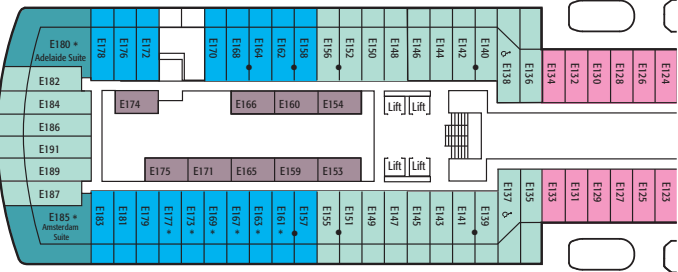 E180 *
Adelaide Suite
E178
E176
E172
E170
E168
E164
E162
E158
E156
E152
E150
E148
E146
E144
E142
E140
E138
E136
E134
E132
E130
E128
E126
E124
E182
E184
E186
E191
E189
E187
E174
E166
E160
E154
Lift
Lift
E175
E171
E165
E159
E153
Lift
Lift
E185 *
Amsterdam
Suite
E183
E181
E179
E177*
E173*
E169*
E167*
E163*
E161*
E157
E155
E151
E149
E147
E145
E143
E141
E139
E137
E135
E133
E131
E129
E127
E125
E123